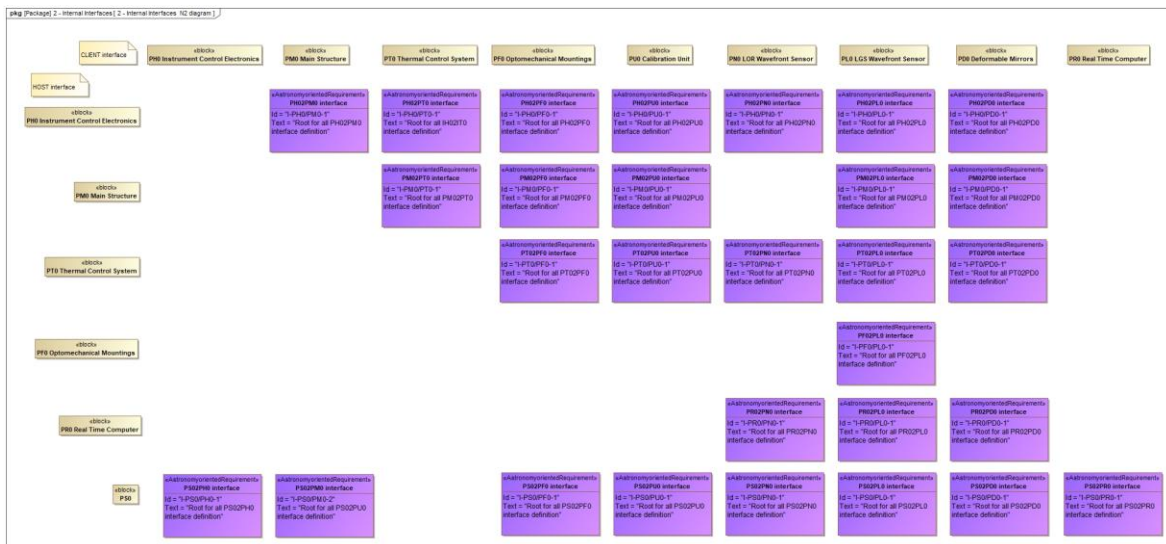 pkg [Package] 2 - Internal Interfaces [ 2 - Internal Interfaces N2 diagram ]
CLIENT interface
«block»
PH0 Instrument Control Electronics
«block»
PM0 Main Structure
«block»
PT0 Thermal Control System
«block»
PF0 Optomechanical Mountings
«block»
PU0 Calibration Unit
«block»
PN0 LOR Wavefront Sensor
«block»
PL0 LGS Wavefront Sensor
«block»
PD0 Deformable Mirrors
«block»
PR0 Real Time Computer
HOST interface
«block»
PH0 Instrument Control Electronics
«AstronomyorientedRequirement»
PH02PM0 interface
Id = "I-PH0/PM0-1"
Text = "Root for all PH02PM0
interface definition"
«AstronomyorientedRequirement»
PH02PT0 interface
Id = "I-PH0/PT0-1"
Text = "Root for all IH02IT0
interface definition"
«AstronomyorientedRequirement»
PH02PF0 interface
Id = "I-PH0/PF0-1"
Text = "Root for all PH02PF0
interface definition"
«AstronomyorientedRequirement»
PH02PU0 interface
Id = "I-PH0/PU0-1"
Text = "Root for all PH02PU0
interface definition"
«AstronomyorientedRequirement»
PH02PN0 interface
Id = "I-PH0/PN0-1"
Text = "Root for all PH02PN0
interface definition"
«AstronomyorientedRequirement»
PH02PL0 interface
Id = "I-PH0/PL0-1"
Text = "Root for all PH02PL0
interface definition"
«AstronomyorientedRequirement»
PH02PD0 interface
Id = "I-PH0/PD0-1"
Text = "Root for all PH02PD0
interface definition"
«block»
PM0 Main Structure
«AstronomyorientedRequirement»
PM02PT0 interface
Id = "I-PM0/PT0-1"
Text = "Root for all PM02PT0
interface definition"
«AstronomyorientedRequirement»
PM02PF0 interface
Id = "I-PM0/PF0-1"
Text = "Root for all PM02PF0
interface definition"
«AstronomyorientedRequirement»
PM02PU0 interface
Id = "I-PM0/PU0-1"
Text = "Root for all PM02PU0
interface definition"
«AstronomyorientedRequirement»
PM02PL0 interface
Id = "I-PM0/PL0-1"
Text = "Root for all PM02PL0
interface definition"
«AstronomyorientedRequirement»
PM02PD0 interface
Id = "I-PM0/PD0-1"
Text = "Root for all PM02PD0
interface definition"
«block»
PT0 Thermal Control System
«AstronomyorientedRequirement»
PT02PF0 interface
Id = "I-PT0/PF0-1"
Text = "Root for all PT02PF0
interface definition"
«AstronomyorientedRequirement»
PT02PU0 interface
Id = "I-PT0/PU0-1"
Text = "Root for all PT02PU0
interface definition"
«AstronomyorientedRequirement»
PT02PN0 interface
Id = "I-PT0/PN0-1"
Text = "Root for all PT02PN0
interface definition"
«AstronomyorientedRequirement»
PT02PL0 interface
Id = "I-PT0/PL0-1"
Text = "Root for all PT02PL0
interface definition"
«AstronomyorientedRequirement»
PT02PD0 interface
Id = "I-PT0/PD0-1"
Text = "Root for all PT02PD0
interface definition"
«block»
PF0 Optomechanical Mountings
«AstronomyorientedRequirement»
PF02PL0 interface
Id = "I-PF0/PL0-1"
Text = "Root for all PF02PL0
interface definition"
«block»
PR0 Real Time Computer
«AstronomyorientedRequirement»
PR02PN0 interface
Id = "I-PR0/PN0-1"
Text = "Root for all PR02PN0
interface definition"
«AstronomyorientedRequirement»
PR02PL0 interface
Id = "I-PR0/PL0-1"
Text = "Root for all PR02PL0
interface definition"
«AstronomyorientedRequirement»
PR02PD0 interface
Id = "I-PR0/PD0-1"
Text = "Root for all PR02PD0
interface definition"
«block»
PS0
«AstronomyorientedRequirement»
PS02PH0 interface
Id = "I-PS0/PH0-1"
Text = "Root for all PS02PH0
interface definition"
«AstronomyorientedRequirement»
PS02PM0 interface
Id = "I-PS0/PM0-2"
Text = "Root for all PS02PU0
interface definition"
«AstronomyorientedRequirement»
PS02PF0 interface
Id = "I-PS0/PF0-1"
Text = "Root for all PS02PF0
interface definition"
«AstronomyorientedRequirement»
PS02PU0 interface
Id = "I-PS0/PU0-1"
Text = "Root for all PS02PU0
interface definition"
«AstronomyorientedRequirement»
PS02PN0 interface
Id = "I-PS0/PN0-1"
Text = "Root for all PS02PN0
interface definition"
«AstronomyorientedRequirement»
PS02PL0 interface
Id = "I-PS0/PL0-1"
Text = "Root for all PS02PL0
interface definition"
«AstronomyorientedRequirement»
PS02PD0 interface
Id = "I-PS0/PD0-1"
Text = "Root for all PS02PD0
interface definition"
«AstronomyorientedRequirement»
PS02PR0 interface
Id = "I-PS0/PR0-1"
Text = "Root for all PS02PR0
interface definition"